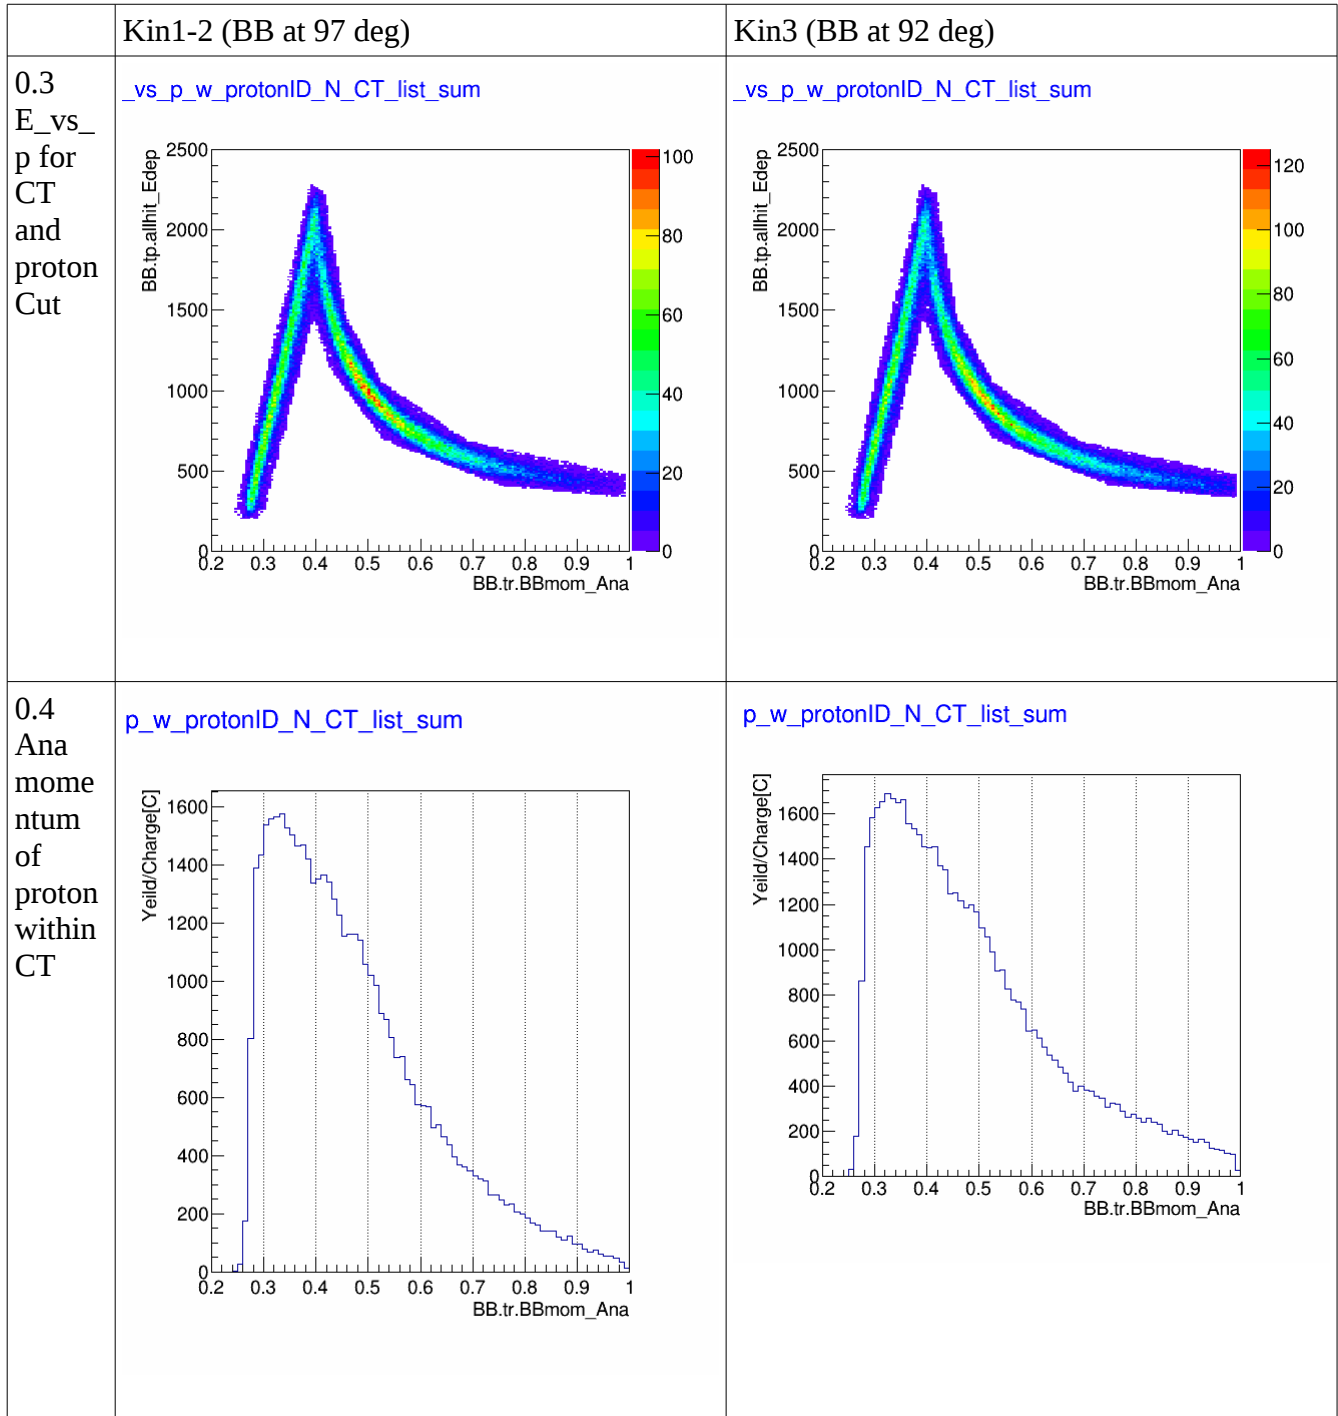 Kin1-2 (BB at 97 deg)
Kin3 (BB at 92 deg)
0.3
E_vs_
p for
CT
and
proton
Cut
_vs_p_w_protonID_N_CT_list_sum
BB.tp.allhit_Edep
2500
2000
1500
1000
500
0
0.2 0.3 0.4 0.5 0.6 0.7 0.8 0.9 1
BB.tr.BBmom_Ana
100
80
60
40
20
0
_vs_p_w_protonID_N_CT_list_sum
BB.tp.allhit_Edep
2500
2000
1500
1000
500
0
0.2 0.3 0.4 0.5 0.6 0.7 0.8 0.9 1
BB.tr.BBmom_Ana
120
100
80
60
40
20
0
0.4
Ana
mome
ntum
of
proton
within
CT
p_w_protonID_N_CT_list_sum
Yeild/Charge[C]
1600
1400
1200
1000
800
600
400
200
0
0.2 0.3 0.4 0.5 0.6 0.7 0.8 0.9 1
BB.tr.BBmom_Ana
p_w_protonID_N_CT_list_sum
Yeild/Charge[C]
1600
1400
1200
1000
800
600
400
200
0
0.2 0.3 0.4 0.5 0.6 0.7 0.8 0.9 1
BB.tr.BBmom_Ana